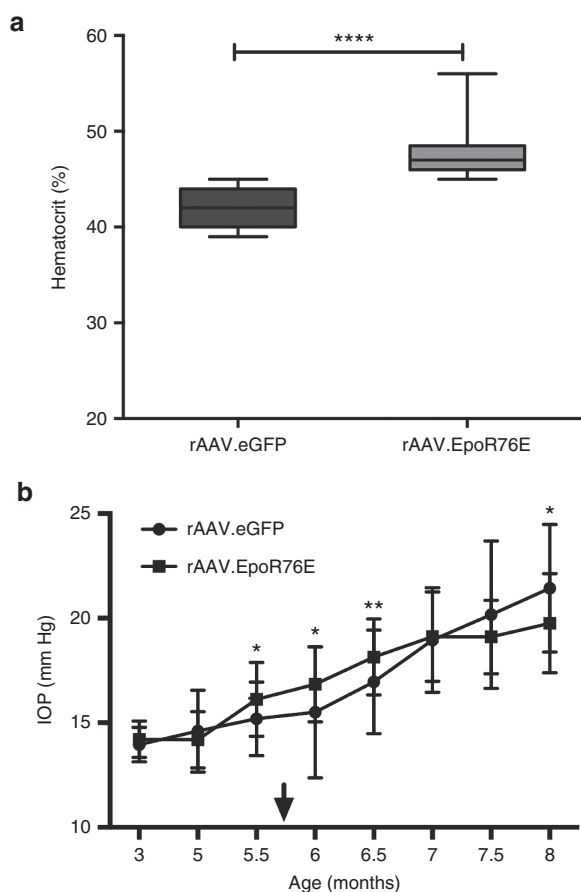 a
60
50
40
30
20
Hematocrit (%)
****
rAAV.eGFP
rAAV.EpoR76E
b
25
20
15
10
IOP (mm Hg)
rAAV.eGFP
rAAV.EpoR76E
*
*
**
*
3
5
5.5
6
6.5
7
7.5
8
Age (months)